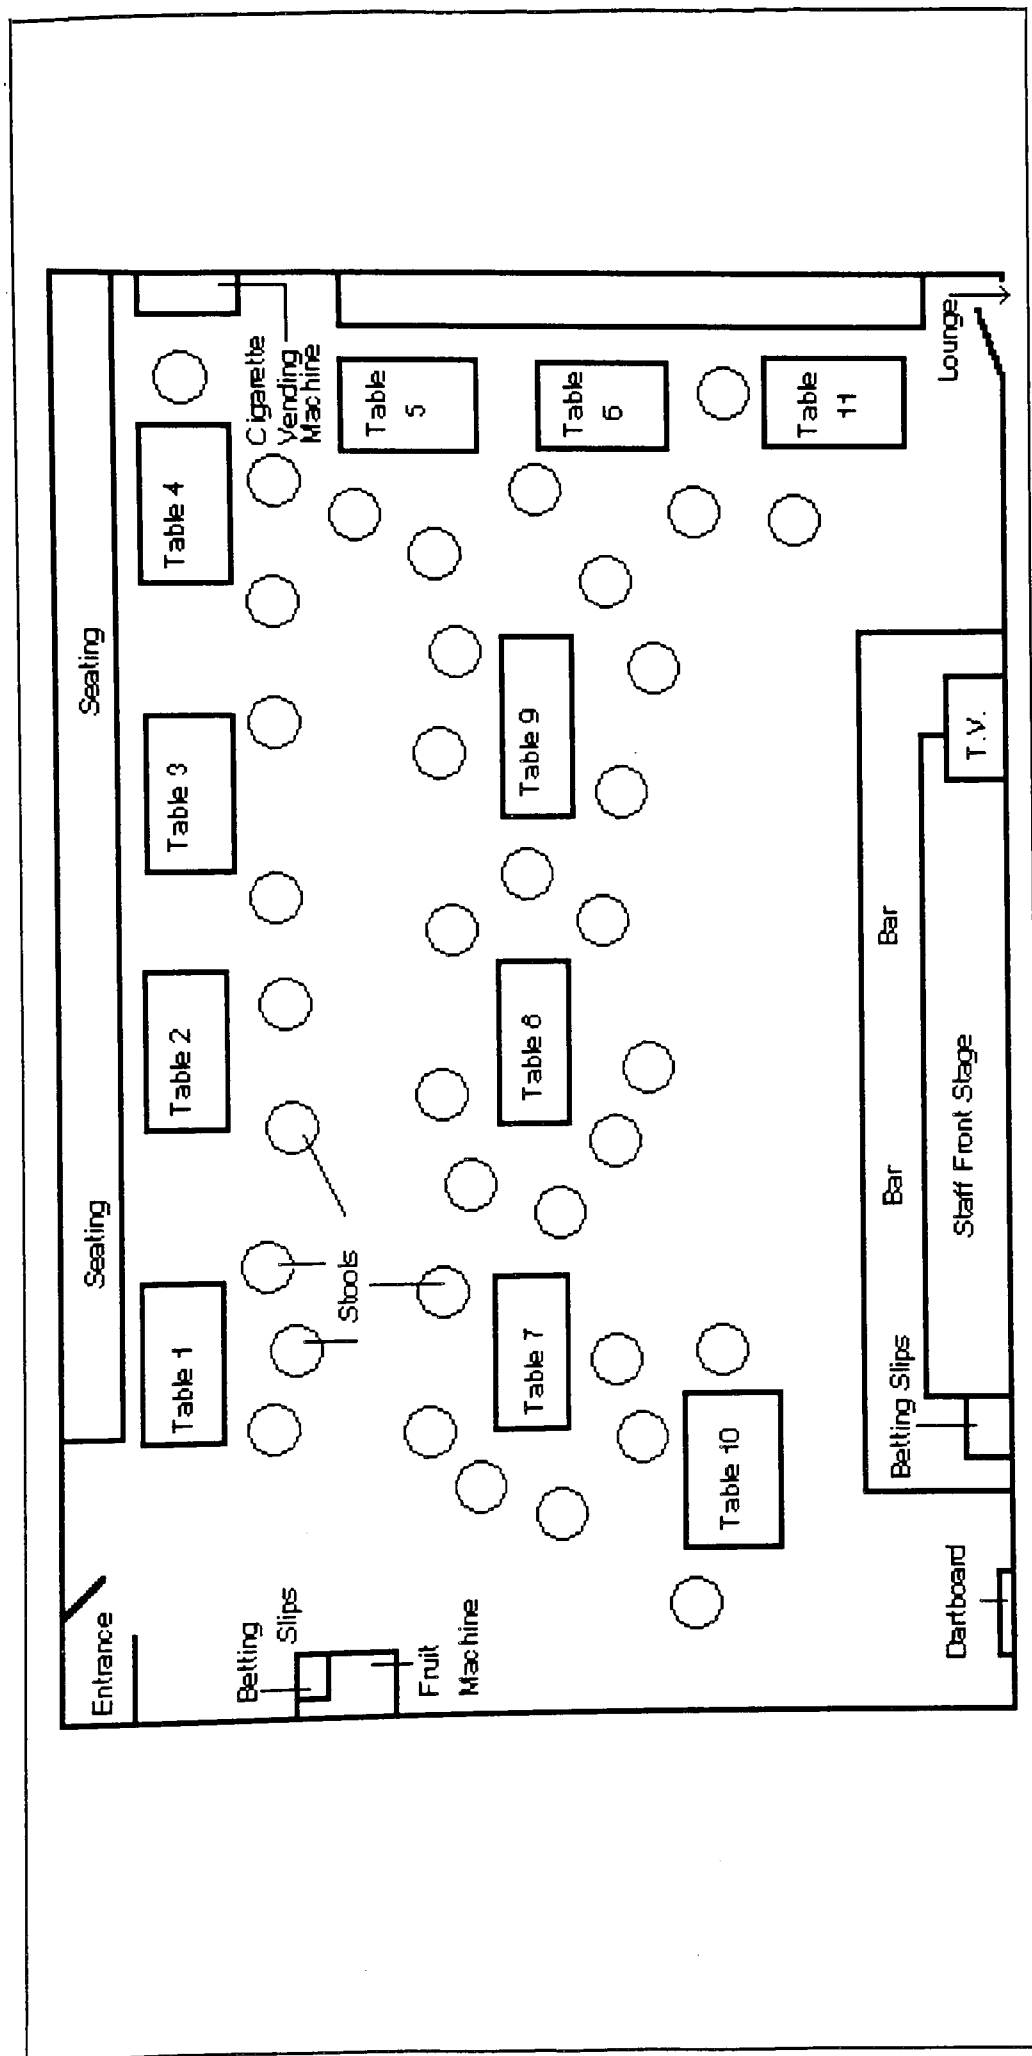 Seating
Seating
Entrance
Table 1
Table 2
Table 3
Table 4
Betting
Slips
Cigarette
Vending
Machine
Stools
Table
5
Fruit
Machine
Table 7
Table 8
Table 9
Table
6
Table 10
Table
11
Bar
Bar
Betting Slips
Lounge
Dartboard
Staff Front Stage
T.V.